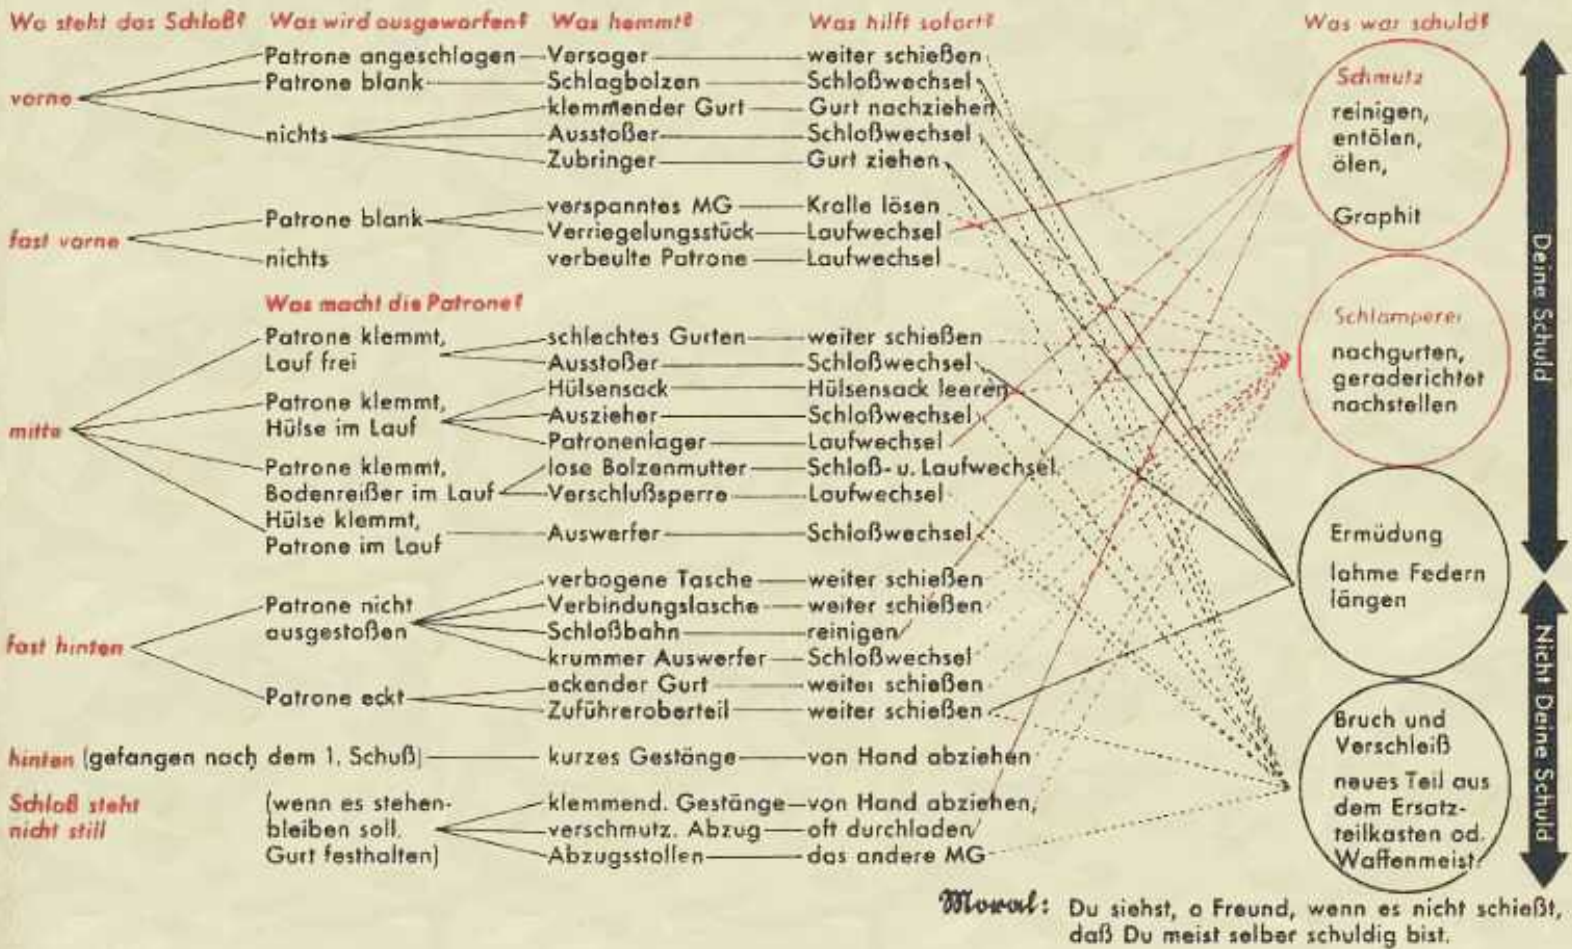 Wo steht das Schloß? Was wird ausgeworfen? Was hemmt? Was hilft sofort? Was war schuld?
vorne
Patrone angeschlagen Versager weiter schießen
Patrone blank Schlagbolzen Schloßwechsel
nichts
klemmender Gurt Gurt nachziehen
Ausstoßer Schloßwechsel
Zubringer Gurt ziehen
fast vorne
Patrone blank
verspanntes MG Kralle lösen
Verriegelungsstück Laufwechsel
nichts verbeulte Patrone Laufwechsel
Was macht die Patrone?
mitte
Patrone klemmt,
Lauf frei
schlechtes Gurten weiter schießen
Ausstoßer Schloßwechsel
Patrone klemmt,
Hülse im Lauf
Hülsensack Hülsensack leeren
Auszieher Schloßwechsel
Patronenlager Laufwechsel
Patrone klemmt,
Bodenreißer im Lauf
lose Bolzenmutter Schloß- u. Laufwechsel
Verschlußsperre Laufwechsel
Hülse klemmt,
Patrone im Lauf
Auswerfer Schloßwechsel
fast hinten
Patrone nicht
ausgestoßen
verbogene Tasche weiter schießen
Verbindungslasche weiter schießen
Schloßbahn reinigen
krummer Auswerfer Schloßwechsel
Patrone eckt
eckender Gurt weiter schießen
Zuführeroberteil weiter schießen
hinten (gefangen nach dem 1. Schuß) kurzes Gestänge von Hand abziehen
Schloß steht
nicht still
(wenn es stehen-
bleiben soll.
Gurt festhalten)
klemmend. Gestänge von Hand abziehen,
verschmutz. Abzug oft durchladen
Abzugsstollen das andere MG
Schmutz
reinigen,
entölen,
ölen,
Graphit
Schlamperei
nachgurten,
geraderichtet
nachstellen
Ermüdung
lahme Federn
längen
Bruch und
Verschleiß
neues Teil aus
dem Ersatz-
teilkasten od.
Waffenmeist.
Deine Schuld
Nicht Deine Schuld
Moral: Du siehst, o Freund, wenn es nicht schießt,
daß Du meist selber schuldig bist.